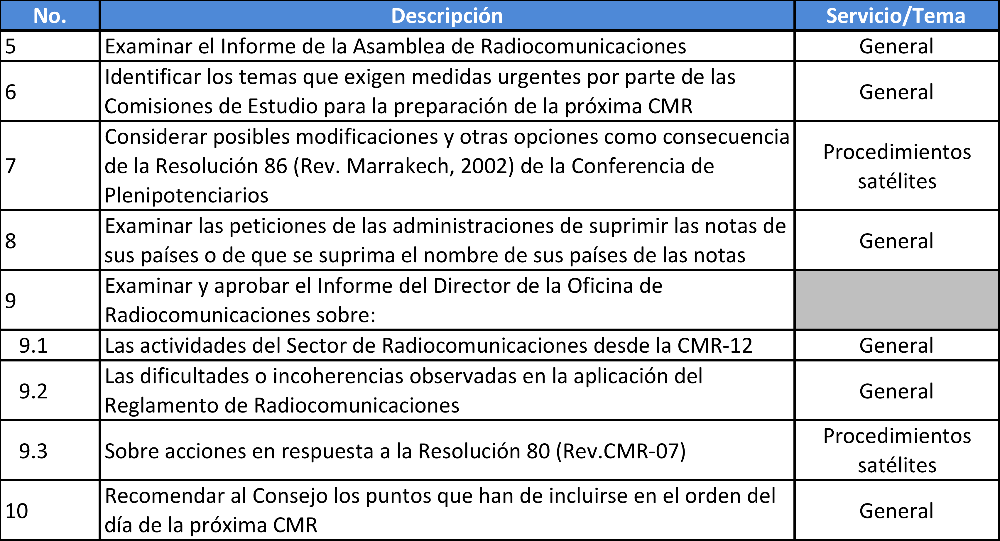 No. Descripción Servicio/Tema
5 Examinar el Informe de la Asamblea de Radiocomunicaciones General
6 Identificar los temas que exigen medidas urgentes por parte de las
Comisiones de Estudio para la preparación de la próxima CMR
General
7 Considerar posibles modificaciones y otras opciones como consecuencia
de la Resolución 86 (Rev. Marrakech, 2002) de la Conferencia de
Plenipotenciarios
Procedimientos
satélites
8 Examinar las peticiones de las administraciones de suprimir las notas de
sus países o de que se suprima el nombre de sus países de las notas
General
9 Examinar y aprobar el Informe del Director de la Oficina de
Radiocomunicaciones sobre:
9.1 Las actividades del Sector de Radiocomunicaciones desde la CMR-12 General
9.2 Las dificultades o incoherencias observadas en la aplicación del
Reglamento de Radiocomunicaciones
General
9.3 Sobre acciones en respuesta a la Resolución 80 (Rev.CMR-07)
Procedimientos
satélites
10 Recomendar al Consejo los puntos que han de incluirse en el orden del
día de la próxima CMR
General